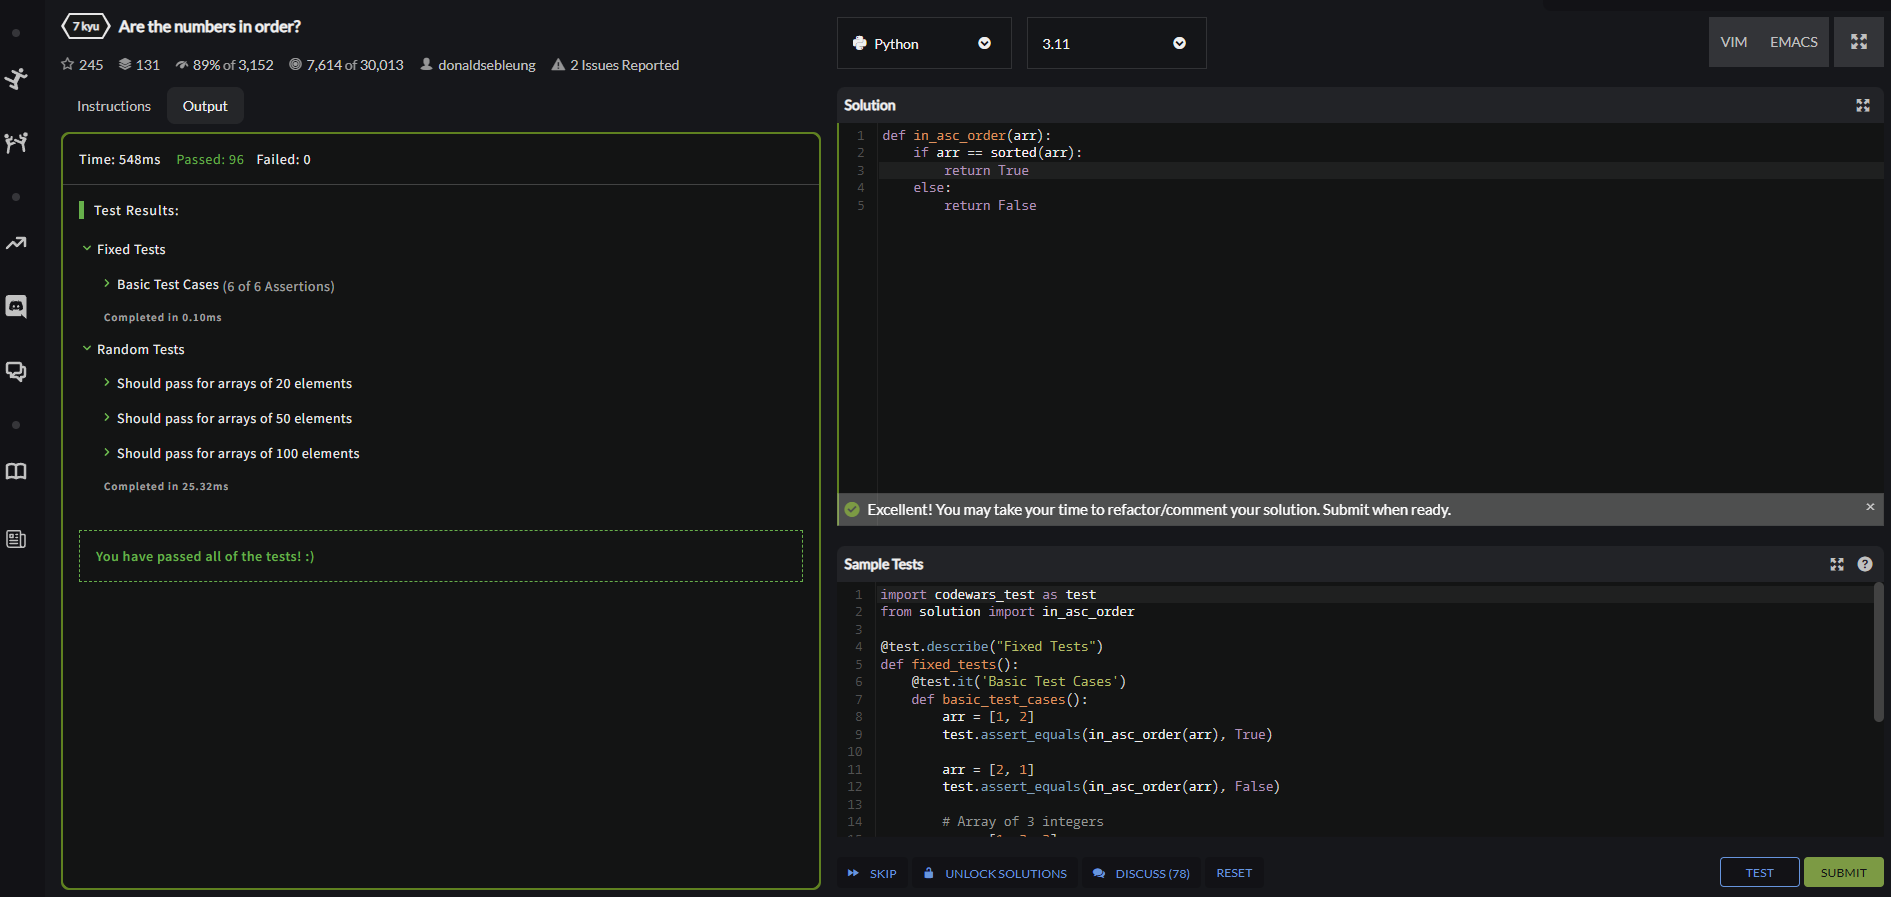 7 kyu Are the numbers in order?
245 131 89% of 3,152 7,614 of 30,013 donaldsebleung 2 Issues Reported
Instructions Output
Time: 548ms Passed: 96 Failed: 0
Test Results:
Fixed Tests
Basic Test Cases (6 of 6 Assertions)
Completed in 0.10ms
Random Tests
Should pass for arrays of 20 elements
Should pass for arrays of 50 elements
Should pass for arrays of 100 elements
Completed in 25.32ms
You have passed all of the tests! :)
Python 3.11 VIM EMACS
Solution
1 def in_asc_order(arr):
2     if arr == sorted(arr):
3         return True
4     else:
5         return False
Excellent! You may take your time to refactor/comment your solution. Submit when ready. ×
Sample Tests ?
1 import codewars_test as test
2 from solution import in_asc_order
3
4 @test.describe("Fixed Tests")
5 def fixed_tests():
6     @test.it('Basic Test Cases')
7     def basic_test_cases():
8         arr = [1, 2]
9         test.assert_equals(in_asc_order(arr), True)
10
11         arr = [2, 1]
12         test.assert_equals(in_asc_order(arr), False)
13
14         # Array of 3 integers
SKIP UNLOCK SOLUTIONS DISCUSS (78) RESET TEST SUBMIT